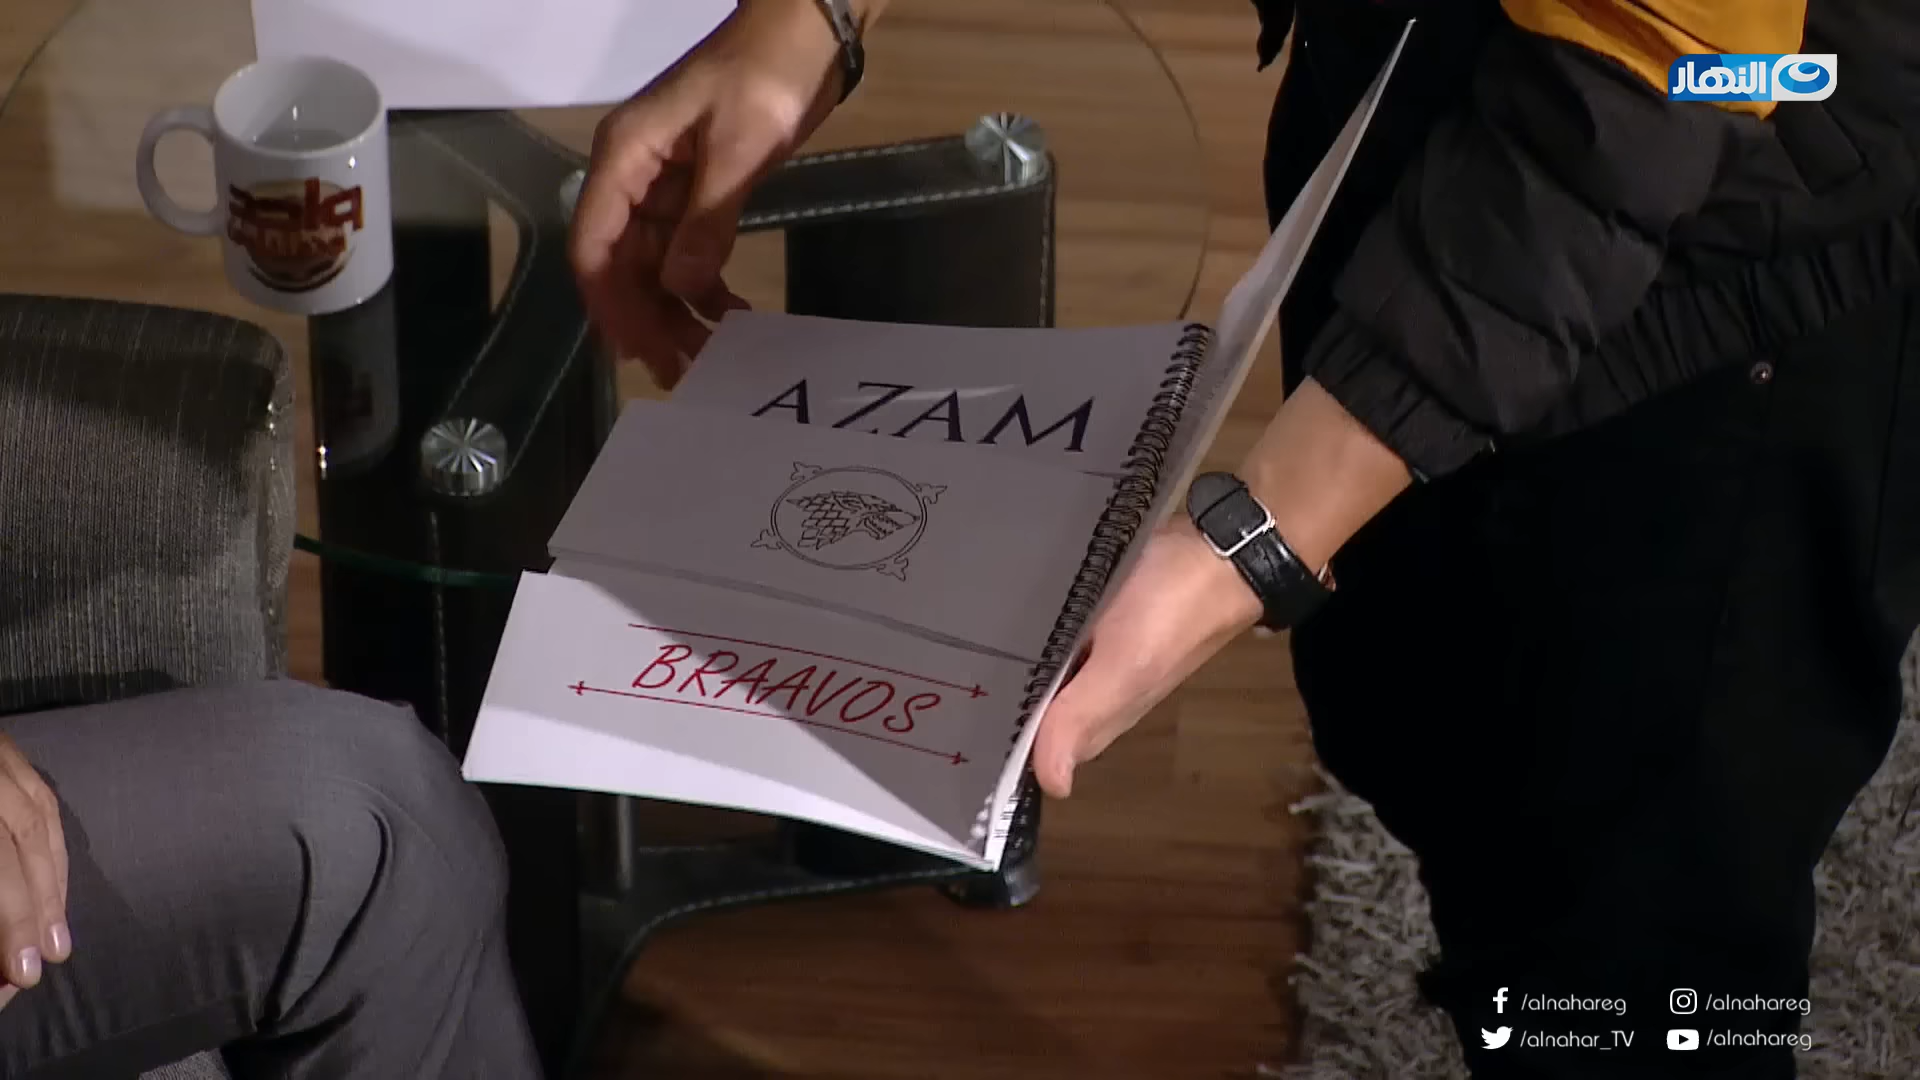 النهار
AZAM
BRAAVOS
/alnahareg
/alnahareg
/alnahar_TV
/alnahareg